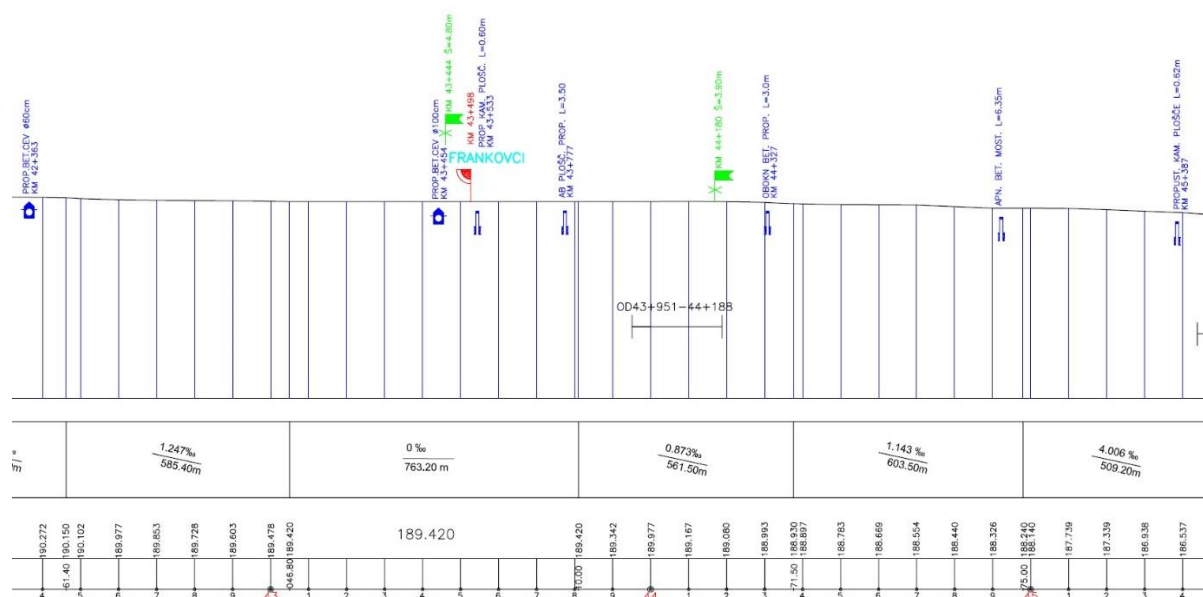 PROP.BET.CEV ø60cm
KM 42+363
PROP.BET.CEV ø100cm
KM 43+454
KM 43+444 Š=4.80m
KM 43+498
PROP KAM. PLOŠČ. L=0.60m
KM 43+533
FRANKOVCI
AB PLOŠČ. PROP. L=3.50
KM 43+777
KM 44+180 Š=3.90m
OBOKN BET. PROP. L=3.0m
KM 44+327
APN. BET. MOST. L=6.35m
PROPUST. KAM. PLOŠČE L=0.62m
KM 45+387
OD43+951-44+188
1.247‰
585.40m
0 ‰
763.20 m
0.873‰
561.50m
1.143 ‰
603.50m
4.006 ‰
509.20m
190.272
190.150
190.102
189.977
189.853
189.728
189.603
189.478
189.420
189.420
189.420
189.342
189.977
189.167
189.080
188.993
188.930
188.897
188.783
188.669
188.554
188.440
188.326
188.240
188.140
187.739
187.339
186.938
186.537
61.40
046.80
10.00
71.50
75.00